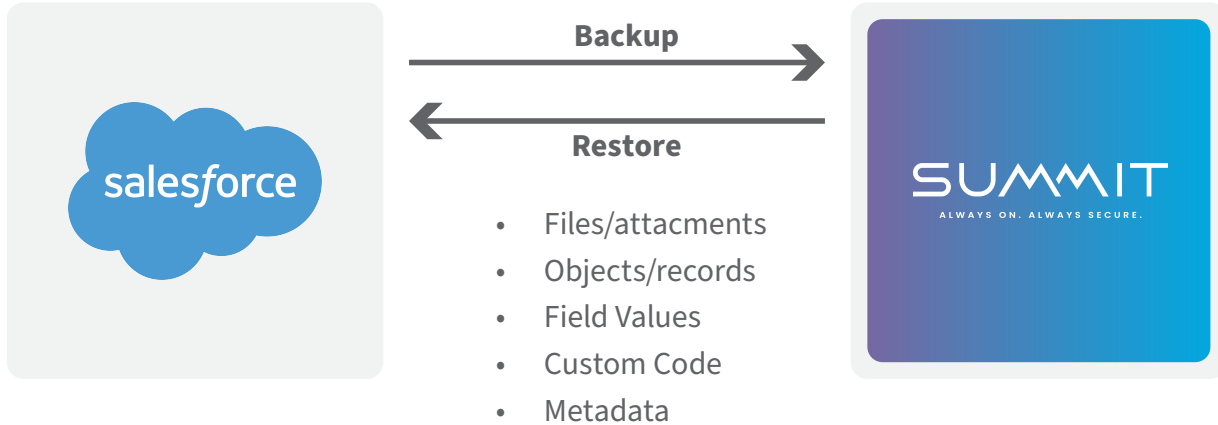 Backup
Restore
salesforce
SUMMIT
ALWAYS ON. ALWAYS SECURE.
• Files/attacments
• Objects/records
• Field Values
• Custom Code
• Metadata